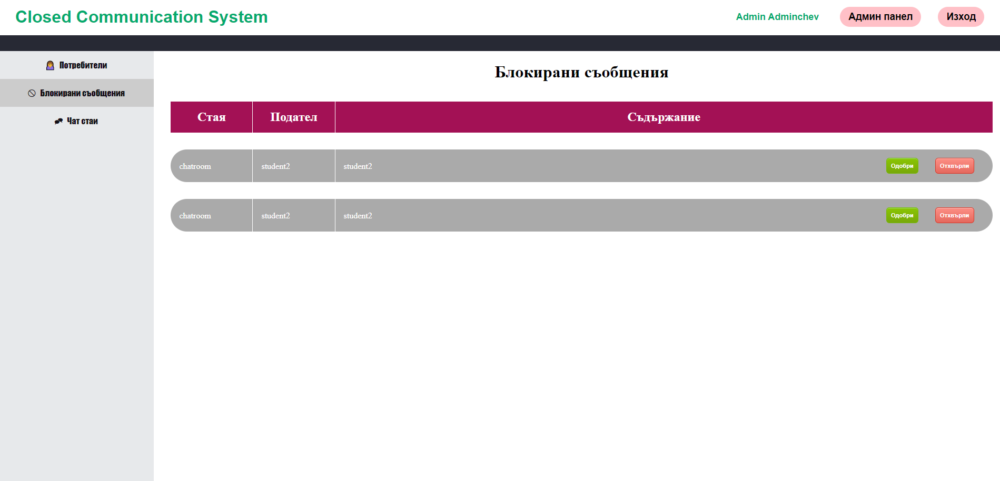 Closed Communication System
Admin Adminchev
Админ панел
Изход
Потребители
Блокирани съобщения
Чат стаи
Блокирани съобщения
Стая Подател Съдържание
chatroom student2 student2 Одобри Отхвърли
chatroom student2 student2 Одобри Отхвърли